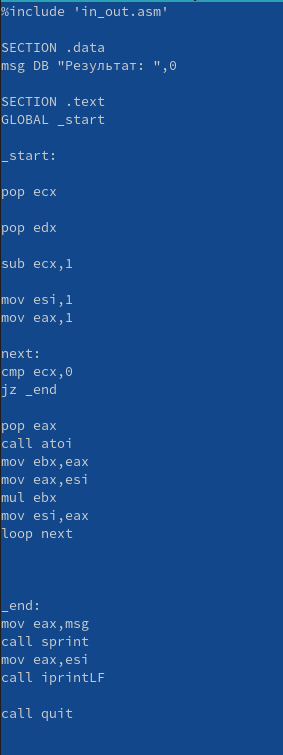 %include 'in_out.asm'
SECTION .data
msg DB "Результат: ",0
SECTION .text
GLOBAL _start
_start:
pop ecx
pop edx
sub ecx,1
mov esi,1
mov eax,1
next:
cmp ecx,0
jz _end
pop eax
call atoi
mov ebx,eax
mov eax,esi
mul ebx
mov esi,eax
loop next
_end:
mov eax,msg
call sprint
mov eax,esi
call iprintLF
call quit